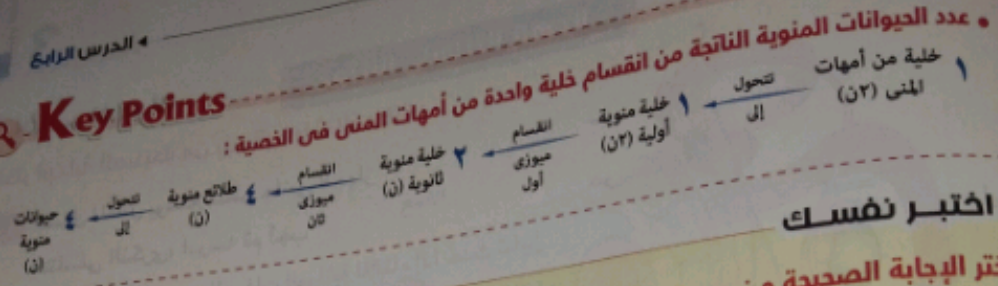 الدرس الرابع
Key Points
عدد الحيوانات المنوية الناتجة من انقسام خلية واحدة من أمهات المنى فى الخصية :
١ خلية من أمهات المنى (٢ن) تتحول إلى ١ خلية منوية أولية (٢ن) انقسام ميوزى أول ٢ خلية منوية ثانوية (ن) انقسام ميوزى ثان ٤ طلائع منوية (ن) تتحول إلى ٤ حيوانات منوية (ن)
اختبر نفسك
الإجابة الصحيحة